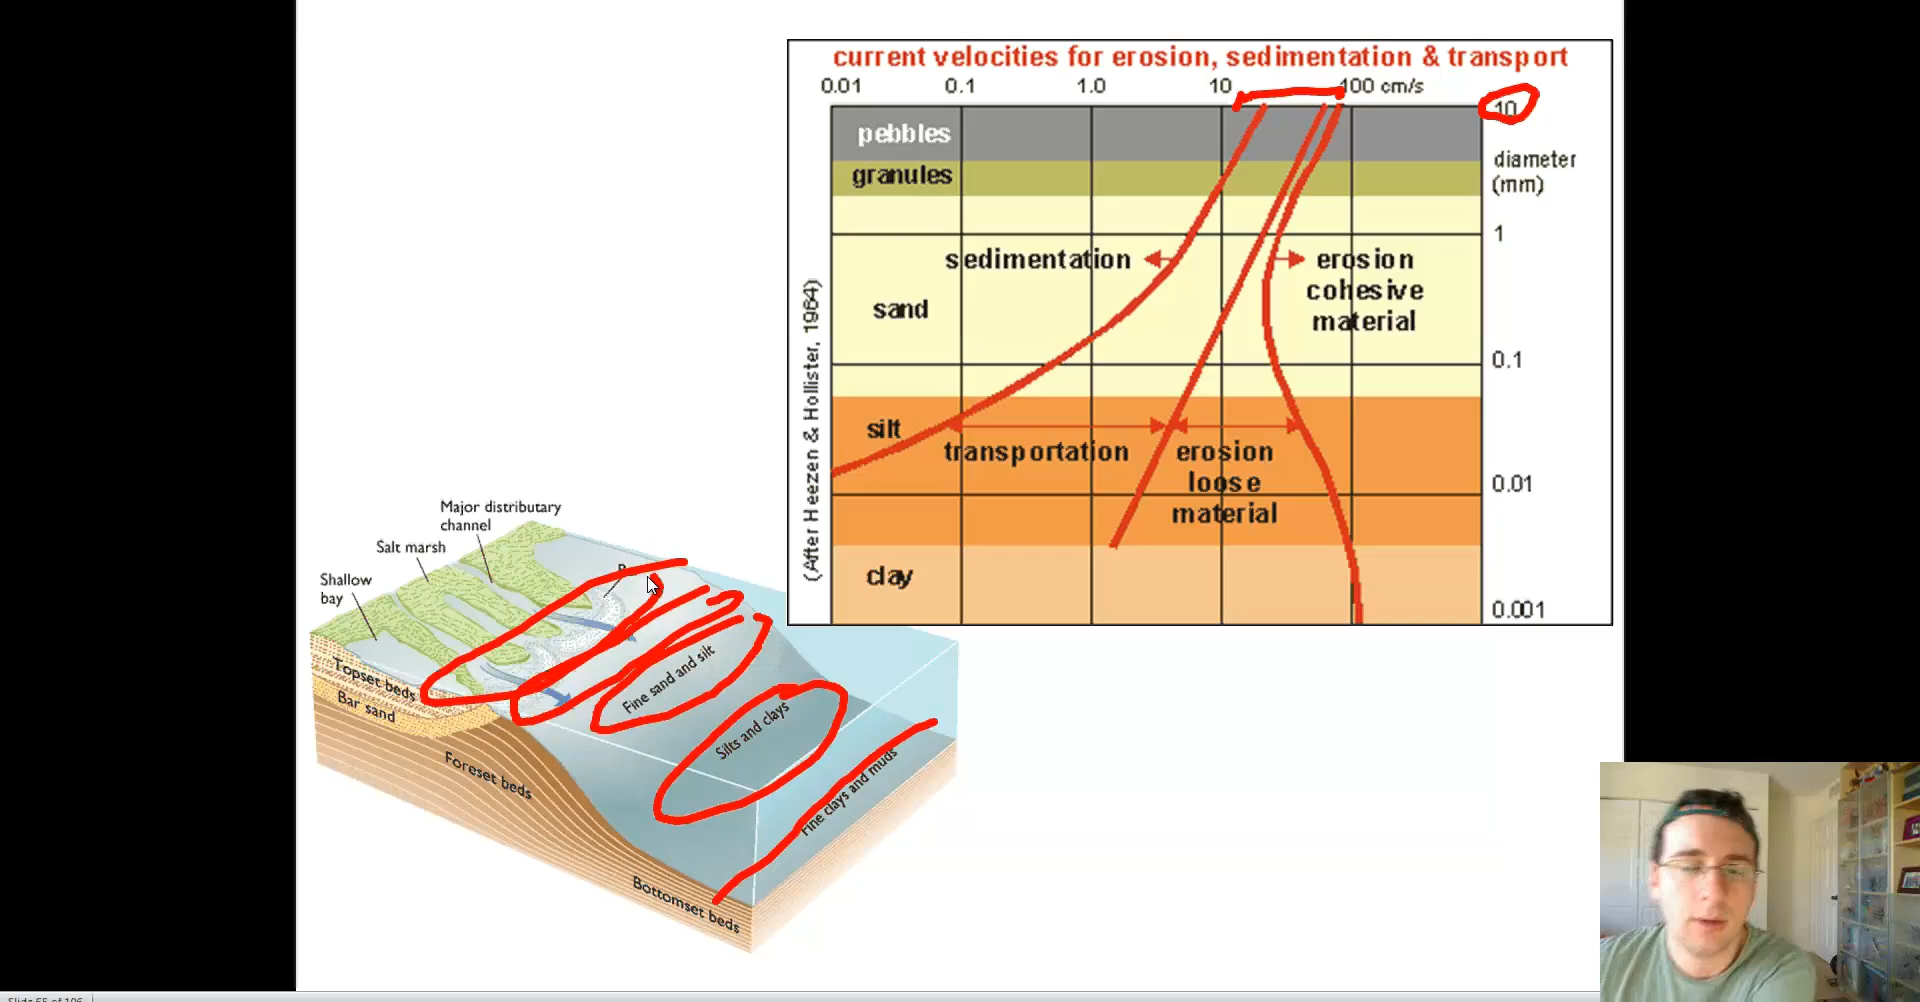 current velocities for erosion, sedimentation & transport
0.01 0.1 1.0 10 100 cm/s
10
pebbles
diameter
(mm)
granules
1
sedimentation
erosion
cohesive
material
sand
0.1
silt
transportation
erosion
loose
material
0.01
clay
0.001
(After Heezen & Hollister, 1964)
Major distributary
channel
Salt marsh
Shallow
bay
Topset beds
Bar sand
Foreset beds
Bottomset beds
Fine sand and silt
Silts and clays
Fine clays and muds